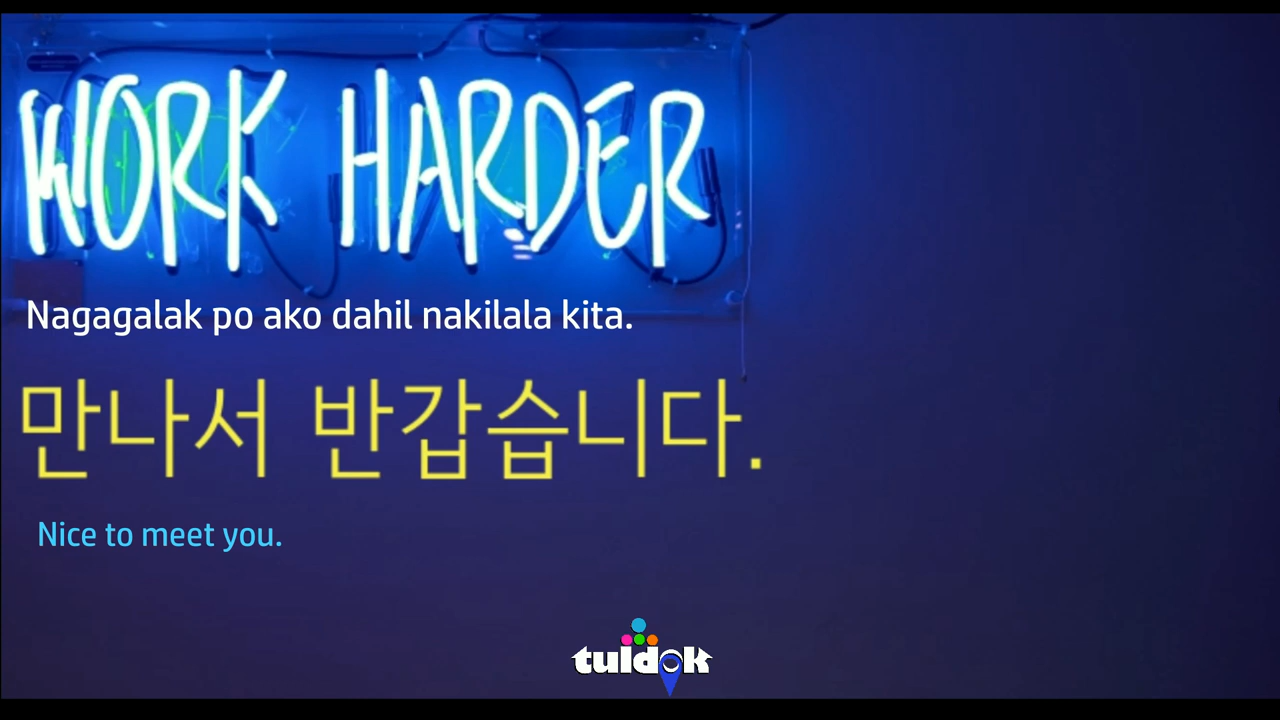 WORK HARDER
Nagagalak po ako dahil nakilala kita.
만나서 반갑습니다.
Nice to meet you.
tuldok